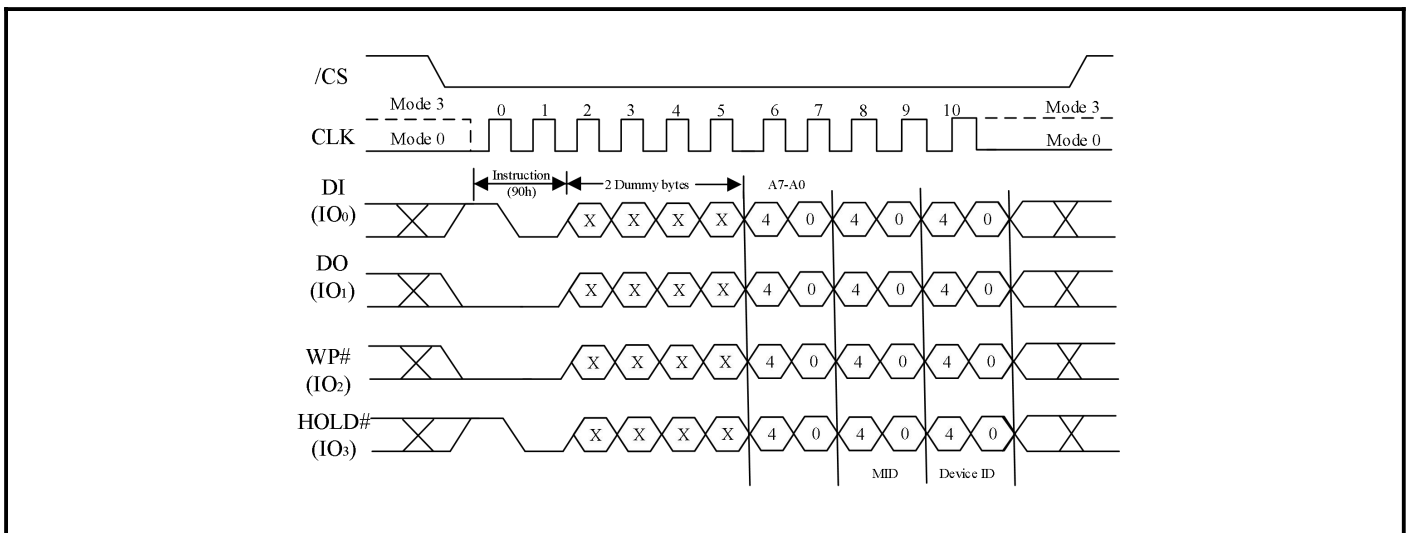 /CS
Mode 3
Mode 3
0 1 2 3 4 5 6 7 8 9 10
CLK
Mode 0
Mode 0
Instruction
(90h)
2 Dummy bytes
A7-A0
DI
(IO0)
X X X X 4 0 4 0 4 0
DO
(IO1)
X X X X 4 0 4 0 4 0
WP#
(IO2)
X X X X 4 0 4 0 4 0
HOLD#
(IO3)
X X X X 4 0 4 0 4 0
MID Device ID